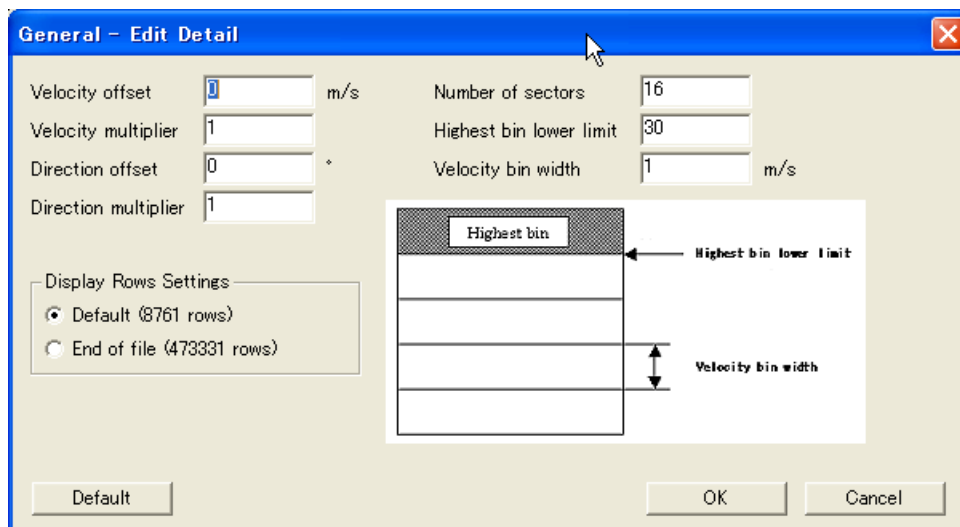 General - Edit Detail
Velocity offset 0 m/s
Velocity multiplier 1
Direction offset 0 °
Direction multiplier 1
Number of sectors 16
Highest bin lower limit 30
Velocity bin width 1 m/s
Display Rows Settings
Default (8761 rows)
End of file (473331 rows)
Highest bin
Highest bin lower limit
Velocity bin width
Default
OK
Cancel